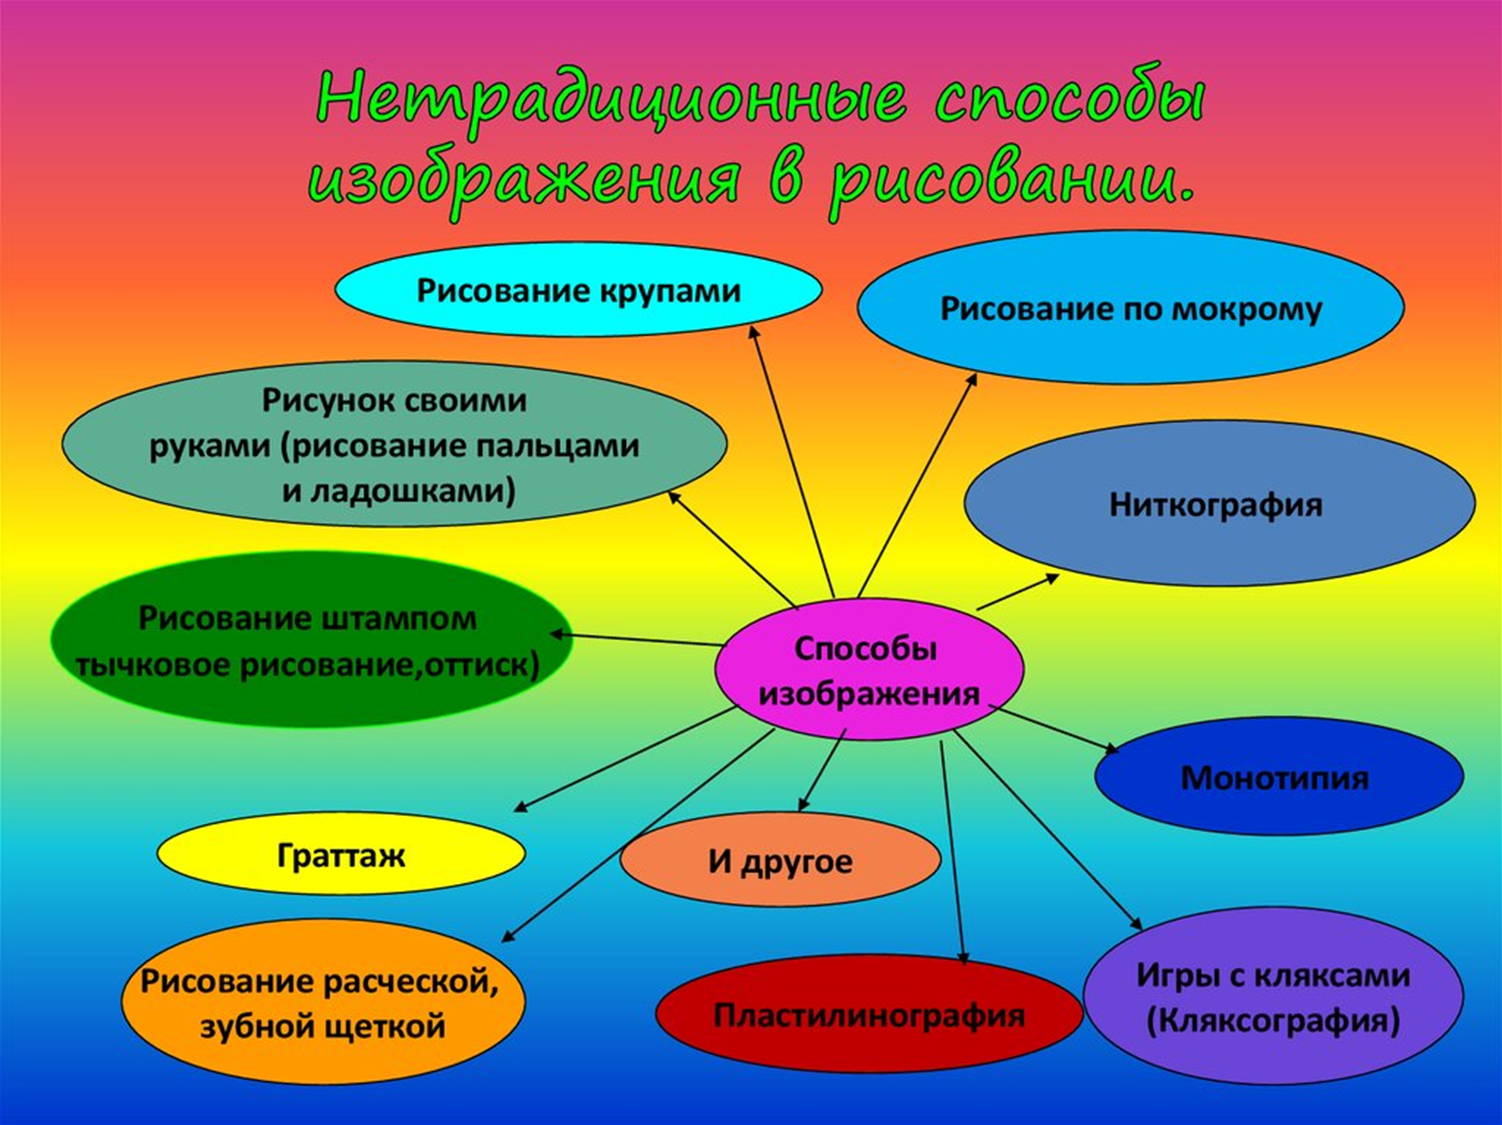 Нетрадиционные способы
изображения в рисовании.
Рисование крупами
Рисование по мокрому
Рисунок своими
руками (рисование пальцами
и ладошками)
Ниткография
Рисование штампом
тычковое рисование,оттиск)
Способы
изображения
Монотипия
Граттаж
И другое
Рисование расческой,
зубной щеткой
Пластилинография
Игры с кляксами
(Кляксография)